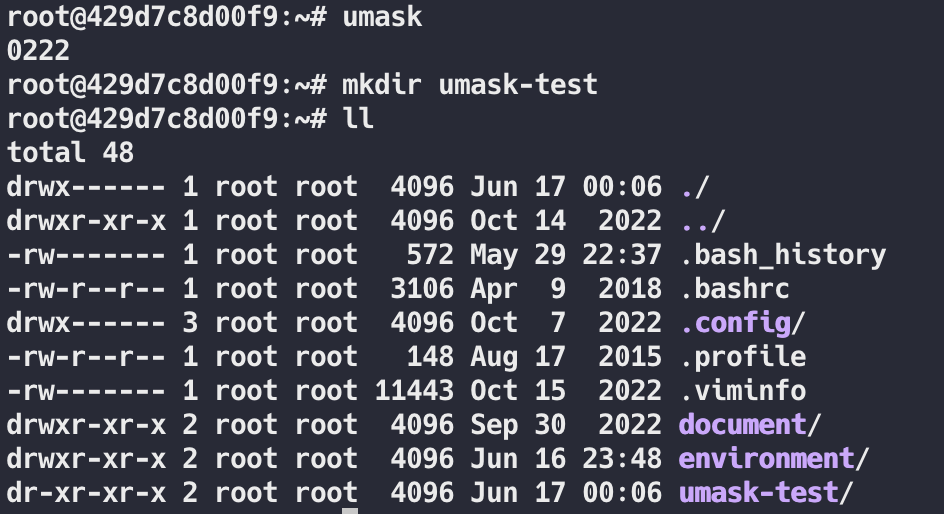 root@429d7c8d00f9:~# umask
0222
root@429d7c8d00f9:~# mkdir umask-test
root@429d7c8d00f9:~# ll
total 48
drwx------ 1 root root  4096 Jun 17 00:06 ./
drwxr-xr-x 1 root root  4096 Oct 14  2022 ../
-rw------- 1 root root   572 May 29 22:37 .bash_history
-rw-r--r-- 1 root root  3106 Apr  9  2018 .bashrc
drwx------ 3 root root  4096 Oct  7  2022 .config/
-rw-r--r-- 1 root root   148 Aug 17  2015 .profile
-rw------- 1 root root 11443 Oct 15  2022 .viminfo
drwxr-xr-x 2 root root  4096 Sep 30  2022 document/
drwxr-xr-x 2 root root  4096 Jun 16 23:48 environment/
dr-xr-xr-x 2 root root  4096 Jun 17 00:06 umask-test/